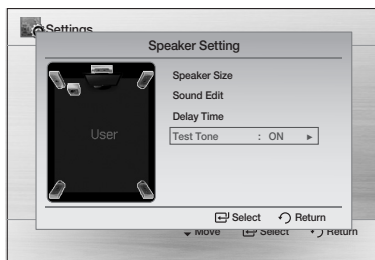 Settings
Speaker Setting
Speaker Size
Sound Edit
Delay Time
User
Test Tone : ON ►
Select Return
Move Select Return